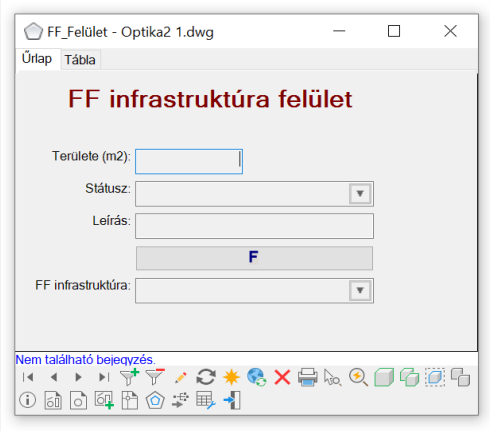 FF_Felület - Optika2 1.dwg
Űrlap Tábla
FF infrastruktúra felület
Területe (m2):
Státusz:
Leírás:
F
FF infrastruktúra:
Nem található bejegyzés.